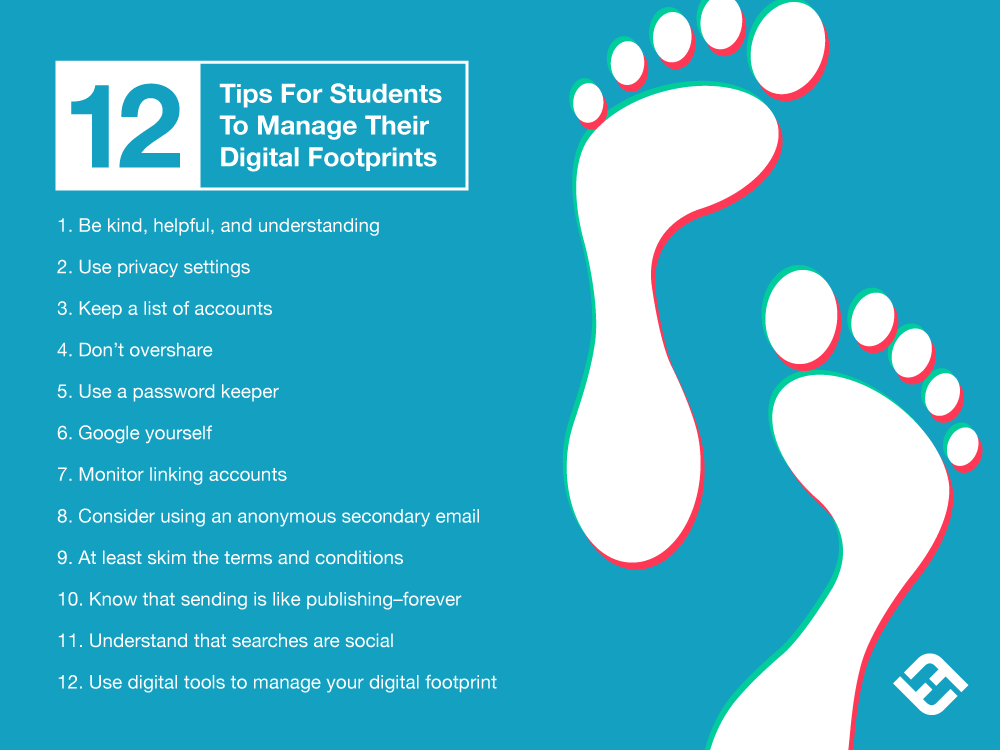 12
Tips For Students
To Manage Their
Digital Footprints
1. Be kind, helpful, and understanding
2. Use privacy settings
3. Keep a list of accounts
4. Don’t overshare
5. Use a password keeper
6. Google yourself
7. Monitor linking accounts
8. Consider using an anonymous secondary email
9. At least skim the terms and conditions
10. Know that sending is like publishing–forever
11. Understand that searches are social
12. Use digital tools to manage your digital footprint